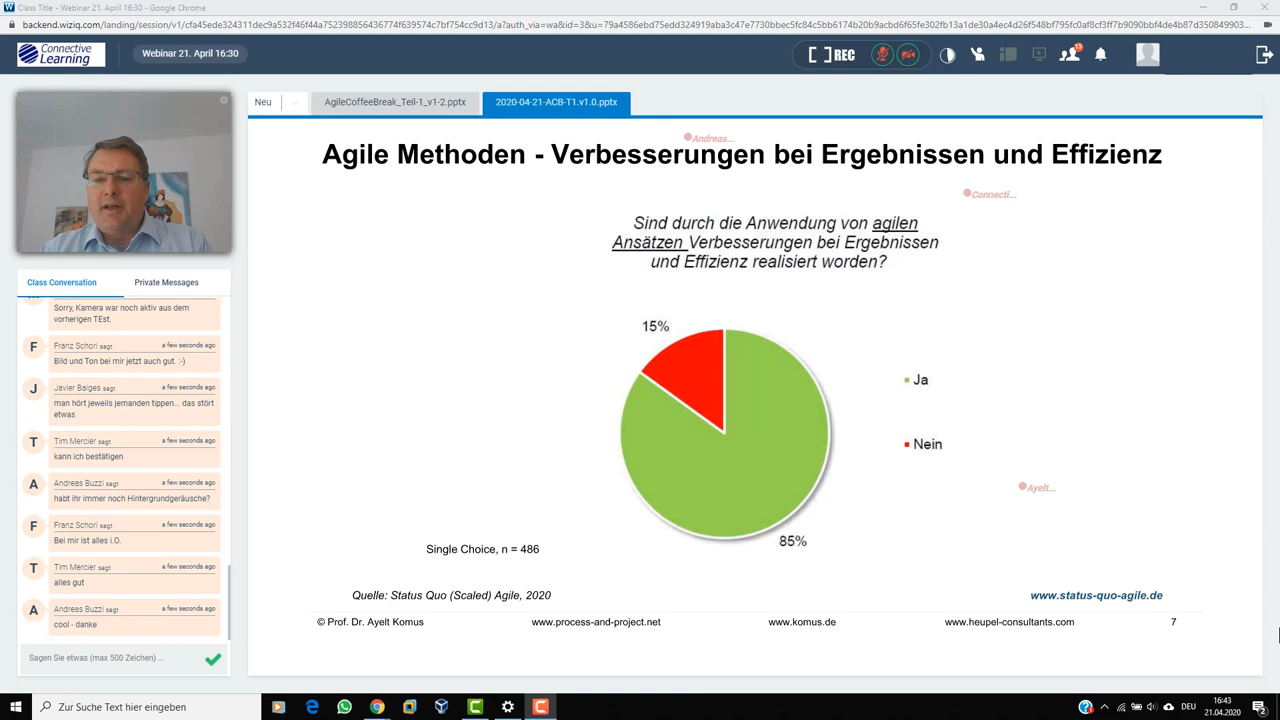 Class Title - Webinar 21. April 16:30 - Google Chrome
Connective
Learning
Webinar 21. April 16:30
REC
13
Neu
AgileCoffeeBreak_Teil-1_v1-2.pptx
2020-04-21-ACB-T1.v1.0.pptx
Andreas...
Agile Methoden - Verbesserungen bei Ergebnissen und Effizienz
Connecti...
Sind durch die Anwendung von agilen
Ansätzen Verbesserungen bei Ergebnissen
und Effizienz realisiert worden?
15%
Ja
Nein
Ayelt...
85%
Single Choice, n = 486
Quelle: Status Quo (Scaled) Agile, 2020
www.status-quo-agile.de
© Prof. Dr. Ayelt Komus
www.process-and-project.net
www.komus.de
www.heupel-consultants.com
7
Class Conversation
Private Messages
Sorry, Kamera war noch aktiv aus dem
vorherigen TEst.
F
Franz Schori sagt
a few seconds ago
Bild und Ton bei mir jetzt auch gut. :-)
J
Javier Balges sagt
a few seconds ago
man hört jeweils jemanden tippen... das stört
etwas
T
Tim Mercier sagt
a few seconds ago
kann ich bestätigen
A
Andreas Buzzi sagt
a few seconds ago
habt ihr immer noch Hintergrundgeräusche?
F
Franz Schori sagt
a few seconds ago
Bei mir ist alles i.O.
T
Tim Mercier sagt
a few seconds ago
alles gut
A
Andreas Buzzi sagt
a few seconds ago
cool - danke
Sagen Sie etwas (max 500 Zeichen) ...
Zur Suche Text hier eingeben
DEU
16:43
21.04.2020
2